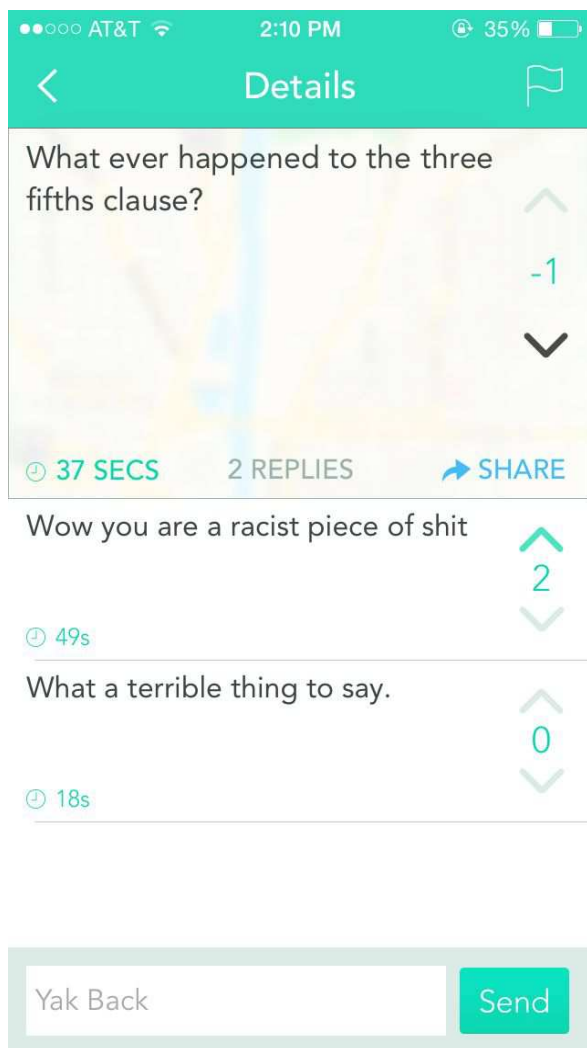 AT&T 2:10 PM 35%
Details
What ever happened to the three
fifths clause?
-1
37 SECS 2 REPLIES SHARE
Wow you are a racist piece of shit
2
49s
What a terrible thing to say.
0
18s
Yak Back Send